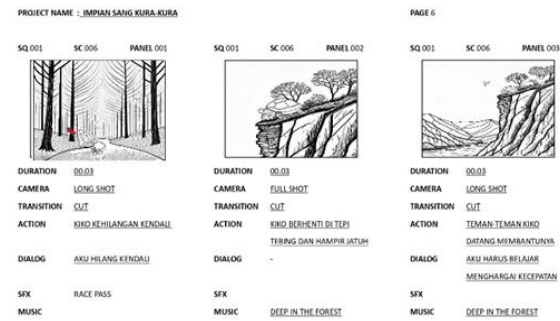 PROJECT NAME : IMPIAN SANG KURA-KURA
PAGE 6
SQ 001 SC 006 PANEL 001
SQ 001 SC 006 PANEL 002
SQ 001 SC 006 PANEL 003
DURATION 00.03
CAMERA LONG SHOT
TRANSITION CUT
ACTION KIKO KEHILANGAN KENDALI
DIALOG AKU HILANG KENDALI
SFX RACE PASS
MUSIC
DURATION 00.03
CAMERA FULL SHOT
TRANSITION CUT
ACTION KIKO BERHENTI DI TEPI
TEBING DAN HAMPIR JATUH
DIALOG -
SFX
MUSIC DEEP IN THE FOREST
DURATION 00.03
CAMERA LONG SHOT
TRANSITION CUT
ACTION TEMAN-TEMAN KIKO
DATANG MEMBANTUNYA
DIALOG AKU HARUS BELAJAR
MENGHARGAI KECEPATAN
SFX
MUSIC DEEP IN THE FOREST